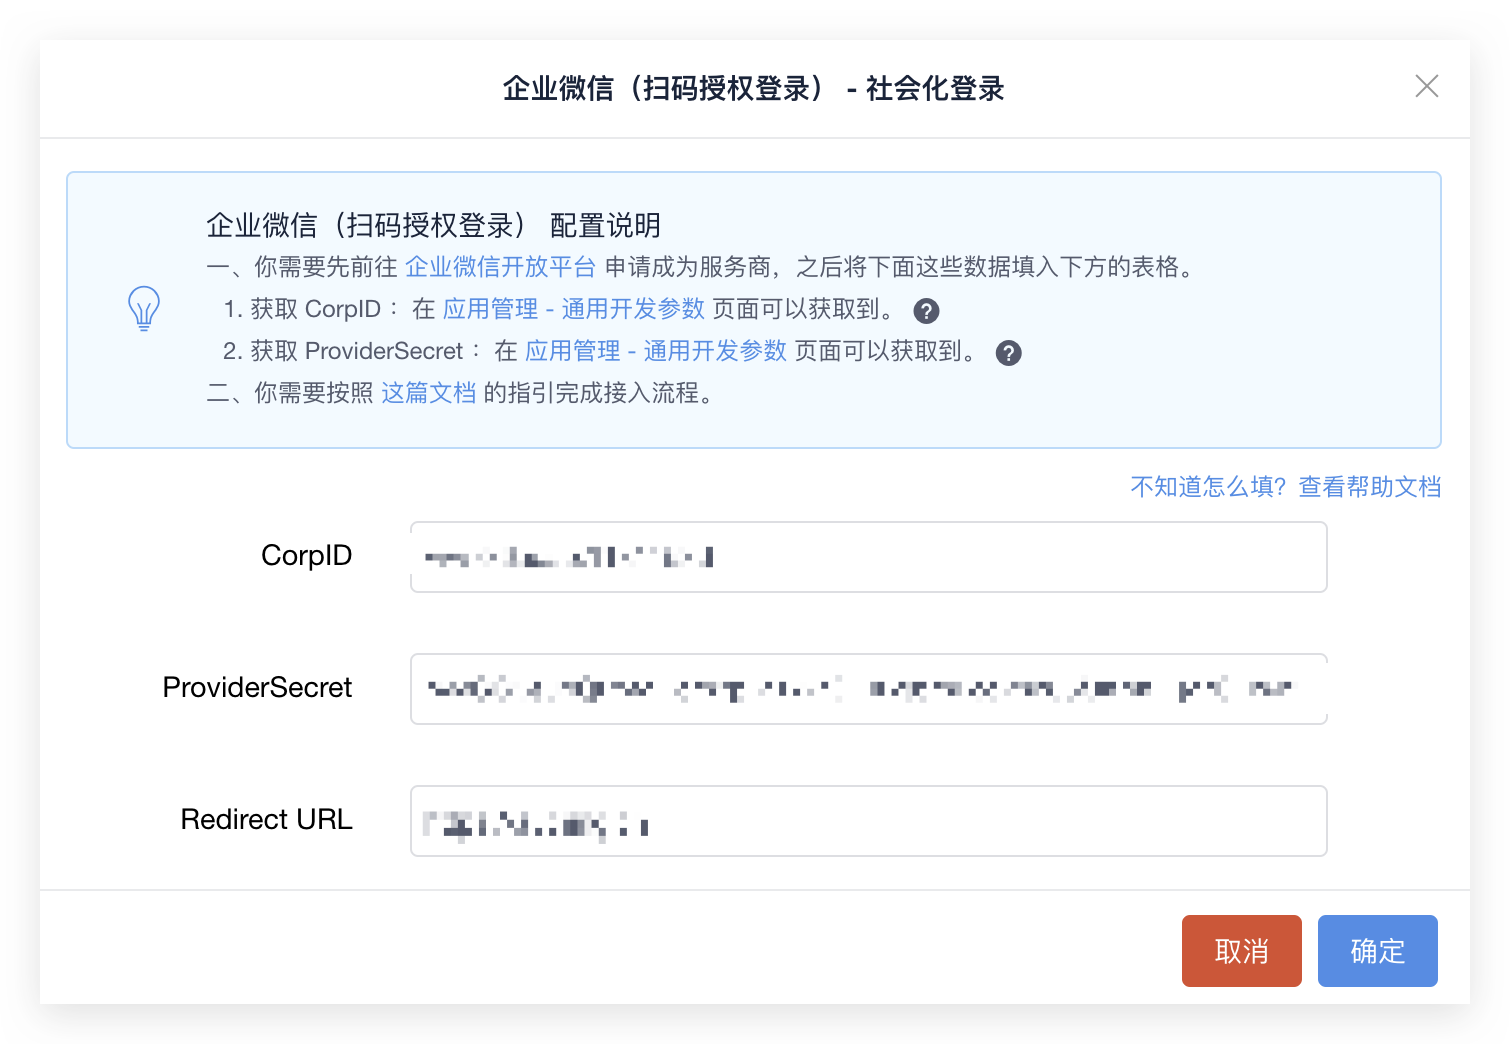 企业微信（扫码授权登录） - 社会化登录
企业微信（扫码授权登录） 配置说明
一、你需要先前往 企业微信开放平台 申请成为服务商，之后将下面这些数据填入下方的表格。
1. 获取 CorpID： 在 应用管理 - 通用开发参数 页面可以获取到。 ?
2. 获取 ProviderSecret： 在 应用管理 - 通用开发参数 页面可以获取到。 ?
二、你需要按照 这篇文档 的指引完成接入流程。
不知道怎么填？查看帮助文档
CorpID
ProviderSecret
Redirect URL
取消 确定